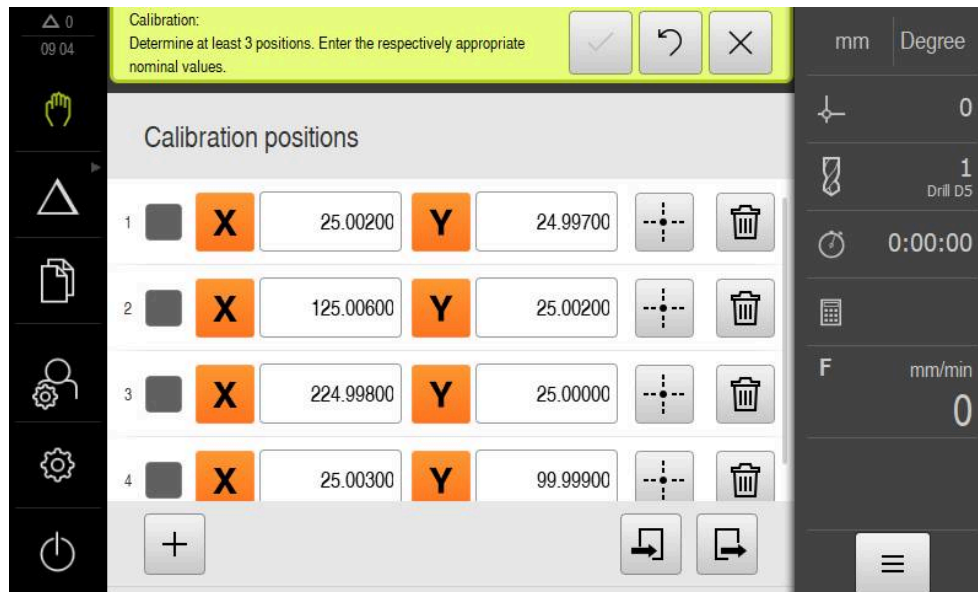 0
09 04
Calibration:
Determine at least 3 positions. Enter the respectively appropriate
nominal values.
mm Degree
Calibration positions
0
1
Drill D5
0:00:00
F mm/min
0
1 X 25.00200 Y 24.99700
2 X 125.00600 Y 25.00200
3 X 224.99800 Y 25.00000
4 X 25.00300 Y 99.99900